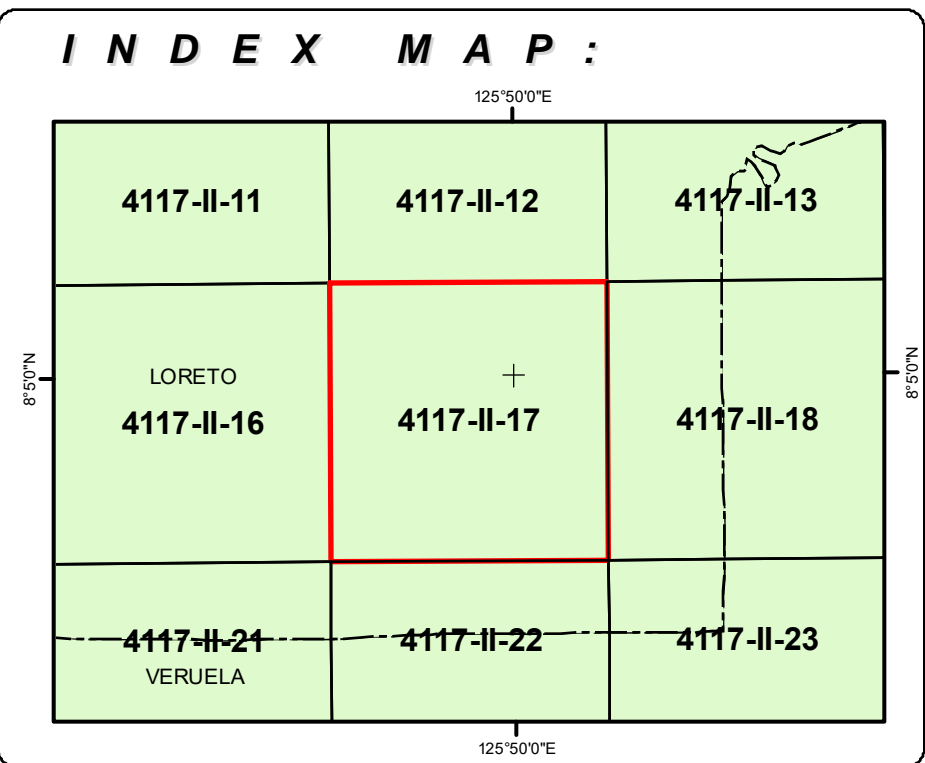 INDEX MAP:
125°50'0"E
4117-II-11
4117-II-12
4117-II-13
8°5'0"N
LORETO
8°5'0"N
4117-II-16
4117-II-17
4117-II-18
4117-II-21
4117-II-22
4117-II-23
VERUELA
125°50'0"E